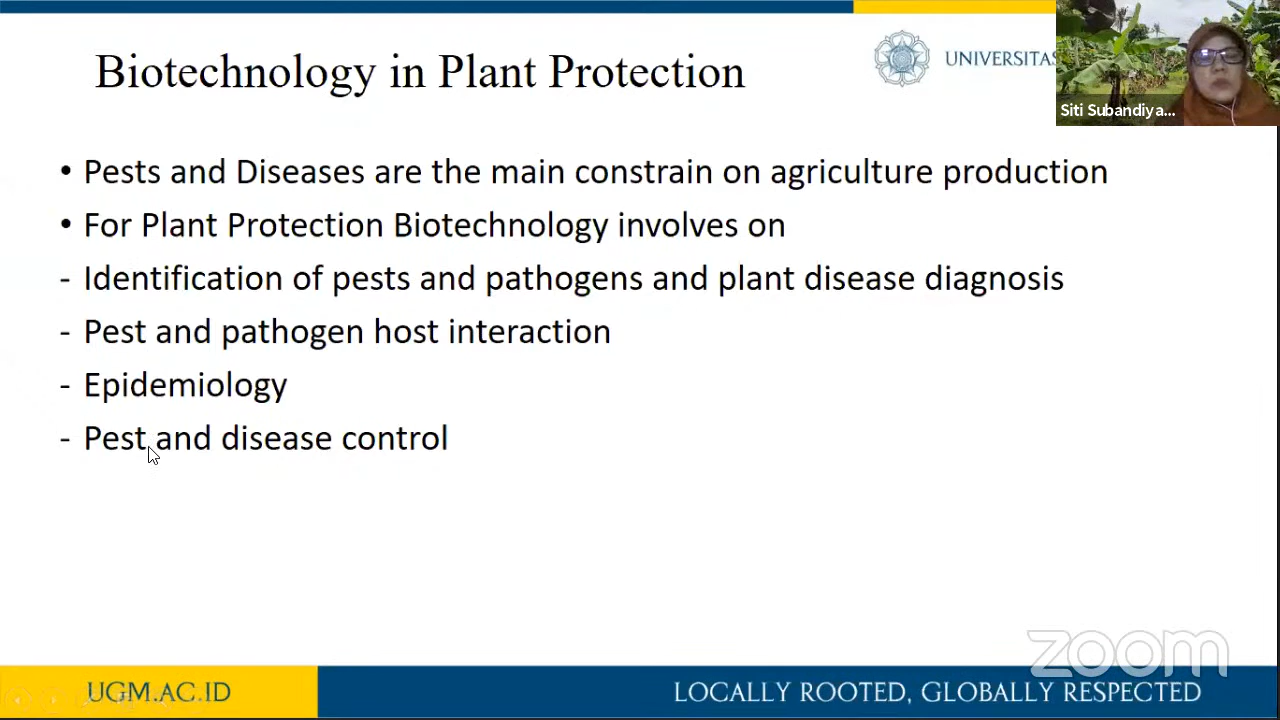 Biotechnology in Plant Protection
UNIVERSITAS
Siti Subandiya...
• Pests and Diseases are the main constrain on agriculture production
• For Plant Protection Biotechnology involves on
- Identification of pests and pathogens and plant disease diagnosis
- Pest and pathogen host interaction
- Epidemiology
- Pest and disease control
zoom
UGM.AC.ID
LOCALLY ROOTED, GLOBALLY RESPECTED